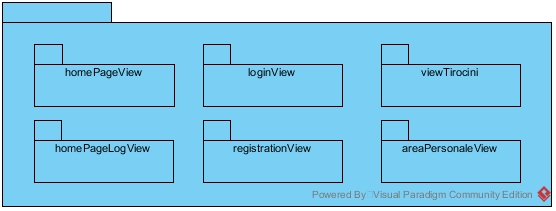 homePageView
loginView
viewTirocini
homePageLogView
registrationView
areaPersonaleView
Powered By Visual Paradigm Community Edition